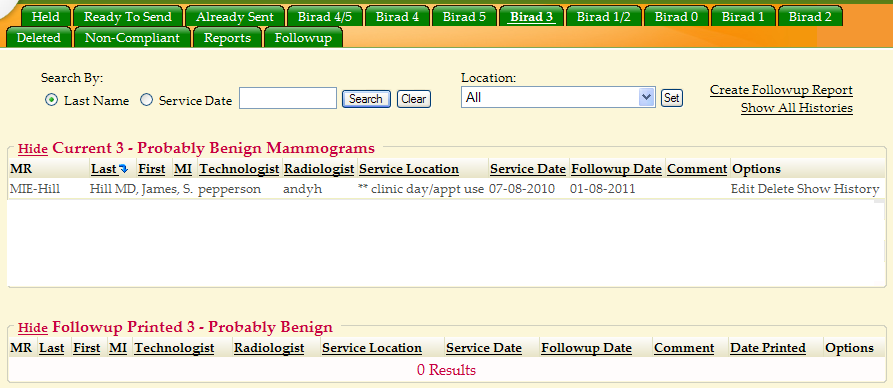 Held Ready To Send Already Sent Birad 4/5 Birad 4 Birad 5 Birad 3 Birad 1/2 Birad 0 Birad 1 Birad 2
Deleted Non-Compliant Reports Followup
Search By: Location:
Last Name Service Date Search Clear All Set Create Followup Report
Show All Histories
Hide Current 3 - Probably Benign Mammograms
MR Last First MI Technologist Radiologist Service Location Service Date Followup Date Comment Options
MIE-Hill Hill MD, James, S. pepperson andyh ** clinic day/appt use 07-08-2010 01-08-2011 Edit Delete Show History
Hide Followup Printed 3 - Probably Benign
MR Last First MI Technologist Radiologist Service Location Service Date Followup Date Comment Date Printed Options
0 Results